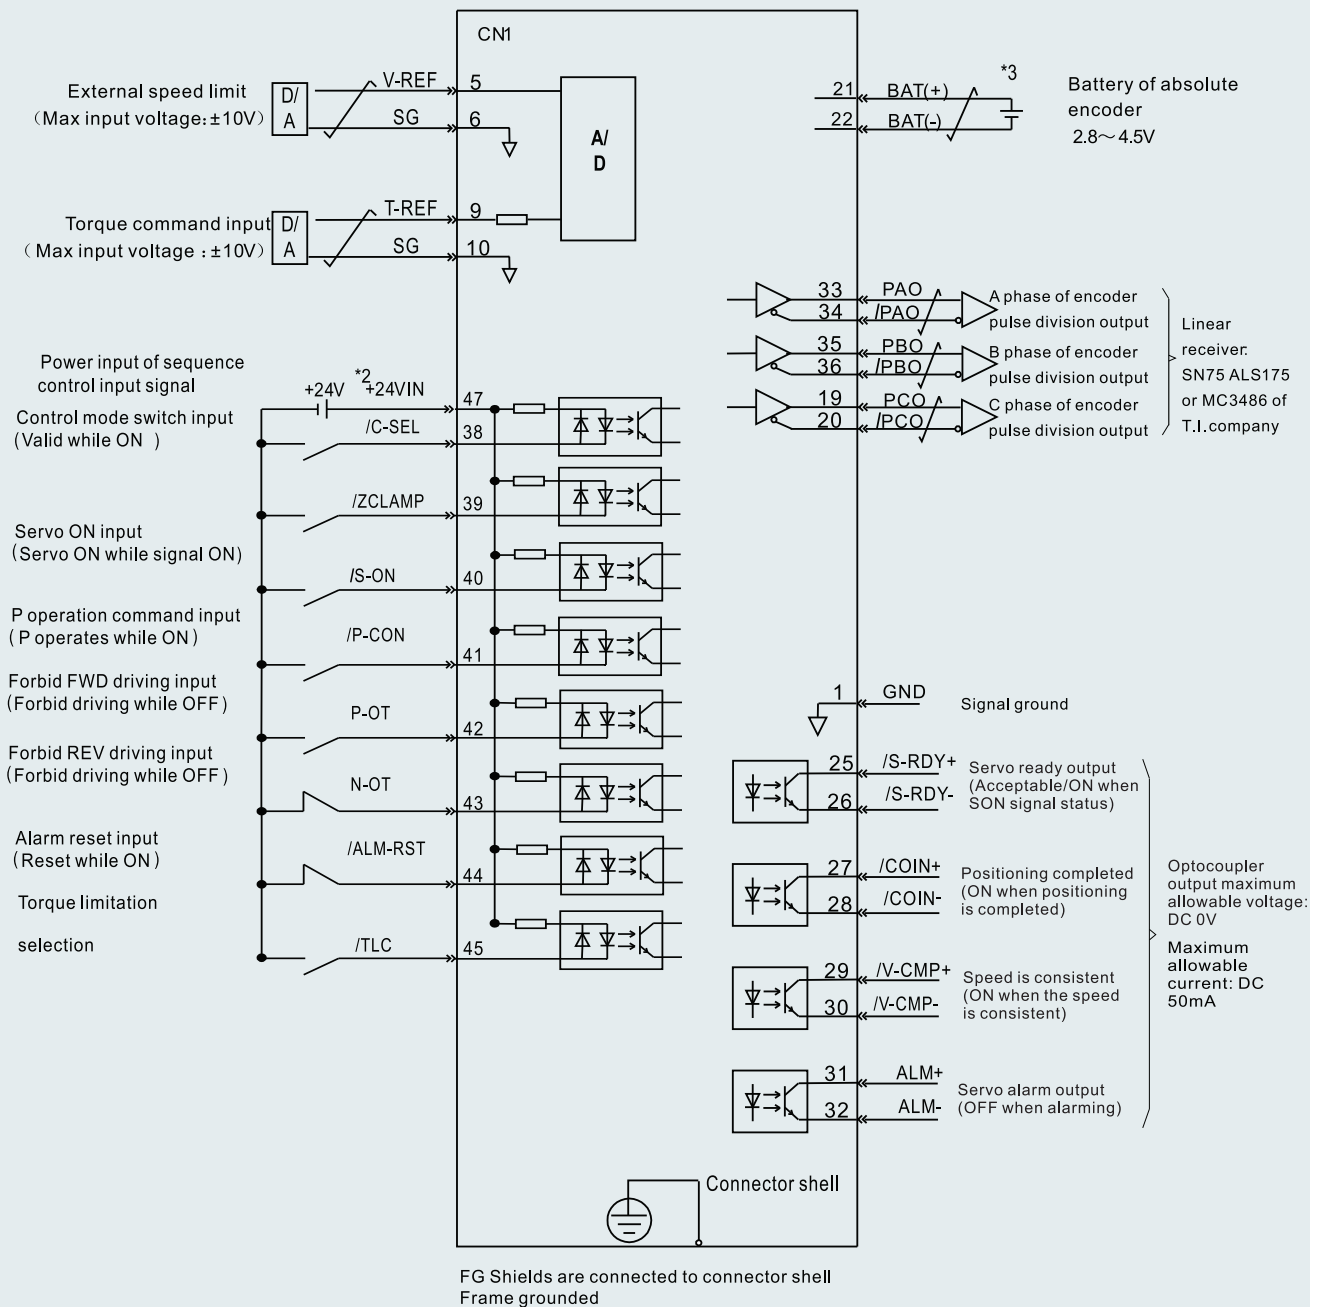 CN1
External speed limit
(Max input voltage:±10V)
D/
A
V-REF
5
SG
6
A/
D
Torque command input
(Max input voltage :±10V)
D/
A
T-REF
9
SG
10
21
BAT(+)
22
BAT(-)
*3
Battery of absolute
encoder
2.8～4.5V
33
PAO
34
/PAO
A phase of encoder
pulse division output
35
PBO
36
/PBO
B phase of encoder
pulse division output
19
PCO
20
/PCO
C phase of encoder
pulse division output
Linear
receiver:
SN75 ALS175
or MC3486 of
T.I.company
Power input of sequence
control input signal
+24V
*2
+24VIN
47
Control mode switch input
(Valid while ON )
/C-SEL
38
/ZCLAMP
39
Servo ON input
(Servo ON while signal ON)
/S-ON
40
P operation command input
(P operates while ON)
/P-CON
41
Forbid FWD driving input
(Forbid driving while OFF)
P-OT
42
Forbid REV driving input
(Forbid driving while OFF)
N-OT
43
Alarm reset input
(Reset while ON)
/ALM-RST
44
Torque limitation
selection
/TLC
45
1
GND
Signal ground
25
/S-RDY+
26
/S-RDY-
Servo ready output
(Acceptable/ON when
SON signal status)
27
/COIN+
28
/COIN-
Positioning completed
(ON when positioning
is completed)
29
/V-CMP+
30
/V-CMP-
Speed is consistent
(ON when the speed
is consistent)
31
ALM+
32
ALM-
Servo alarm output
(OFF when alarming)
Optocoupler
output maximum
allowable voltage:
DC 0V
Maximum
allowable
current: DC
50mA
Connector shell
FG Shields are connected to connector shell
Frame grounded